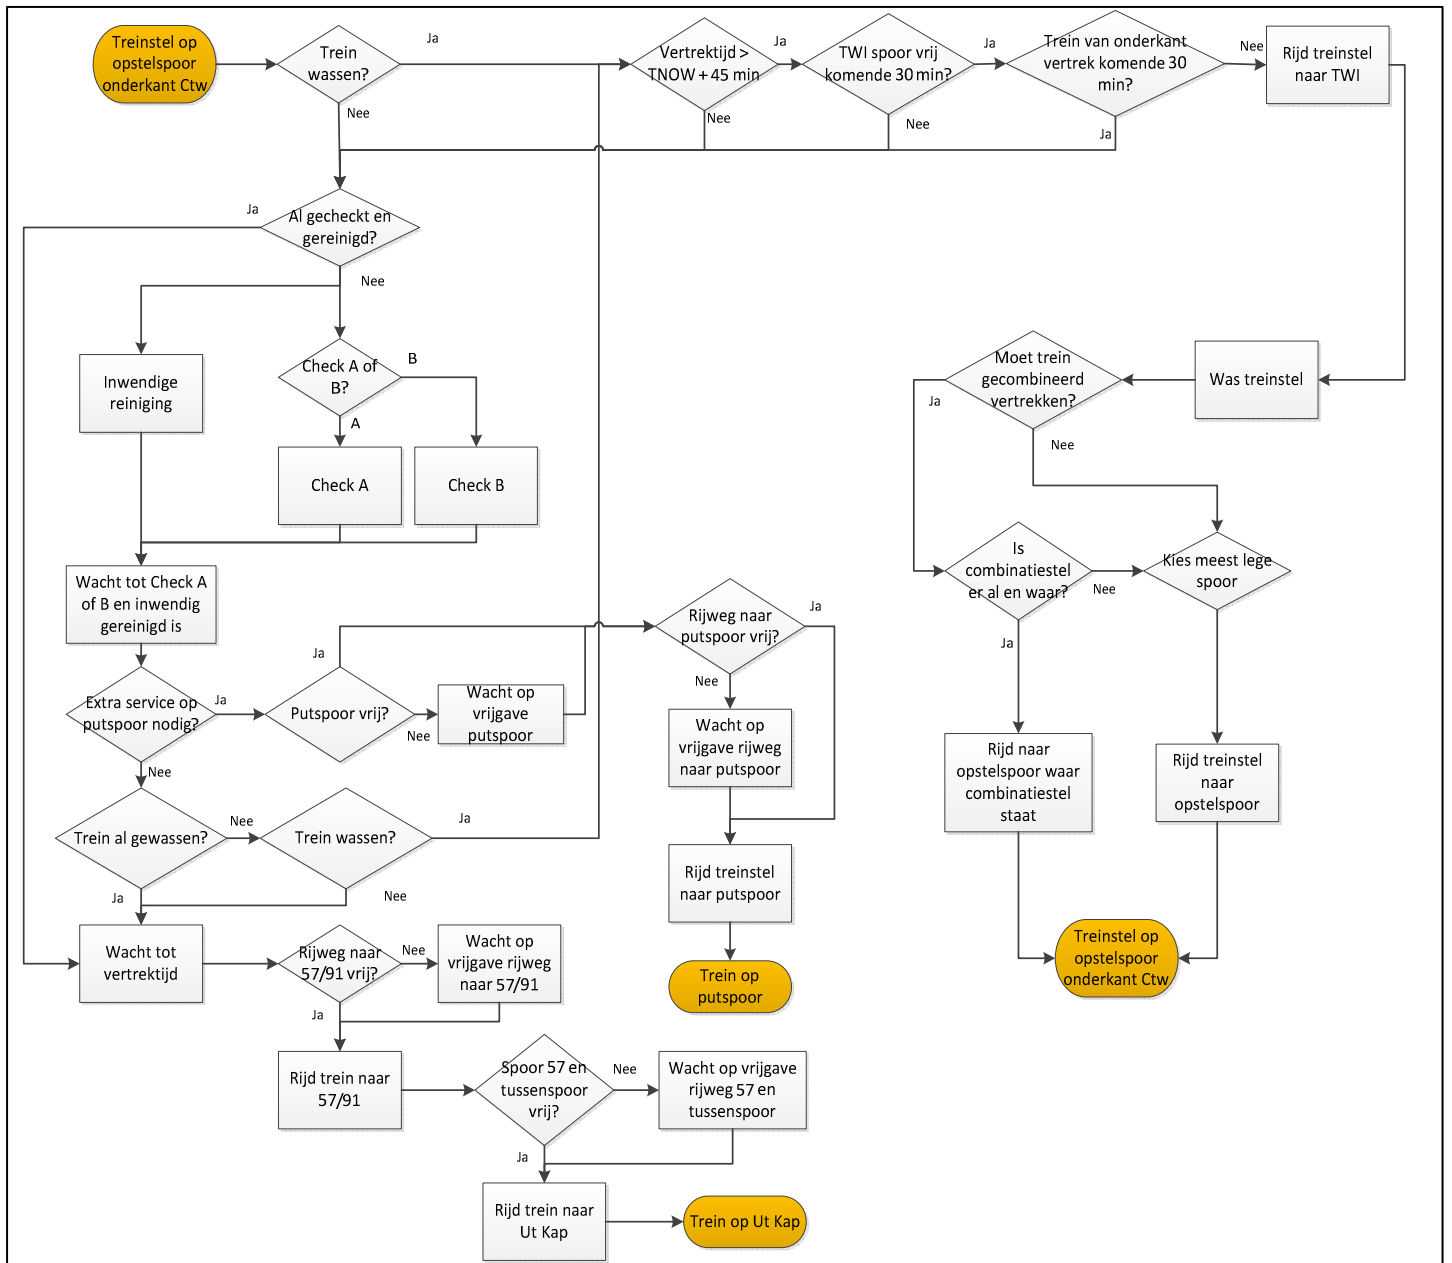 Treinstel op
opstelspoor
onderkant Ctw
Trein
wassen?
Ja
Nee
Vertrektijd >
TNOW + 45 min
Ja
Nee
TWI spoor vrij
komende 30 min?
Ja
Nee
Trein van onderkant
vertrek komende 30
min?
Nee
Ja
Rijd treinstel
naar TWI
Al gecheckt en
gereinigd?
Ja
Nee
Inwendige
reiniging
Check A of
B?
B
A
Check A
Check B
Moet trein
gecombineerd
vertrekken?
Ja
Nee
Was treinstel
Is
combinatiestel
er al en waar?
Nee
Ja
Kies meest lege
spoor
Wacht tot Check A
of B en inwendig
gereinigd is
Extra service op
putspoor nodig?
Ja
Nee
Putspoor vrij?
Ja
Nee
Wacht op
vrijgave
putspoor
Rijweg naar
putspoor vrij?
Ja
Nee
Wacht op
vrijgave rijweg
naar putspoor
Rijd treinstel
naar putspoor
Trein op
putspoor
Rijd naar
opstelspoor waar
combinatiestel
staat
Rijd treinstel
naar
opstelspoor
Treinstel op
opstelspoor
onderkant Ctw
Trein al gewassen?
Nee
Ja
Trein wassen?
Ja
Nee
Wacht tot
vertrektijd
Rijweg naar
57/91 vrij?
Nee
Ja
Wacht op
vrijgave rijweg
naar 57/91
Rijd trein naar
57/91
Spoor 57 en
tussenspoor
vrij?
Nee
Ja
Wacht op vrijgave
rijweg 57 en
tussenspoor
Rijd trein naar
Ut Kap
Trein op Ut Kap